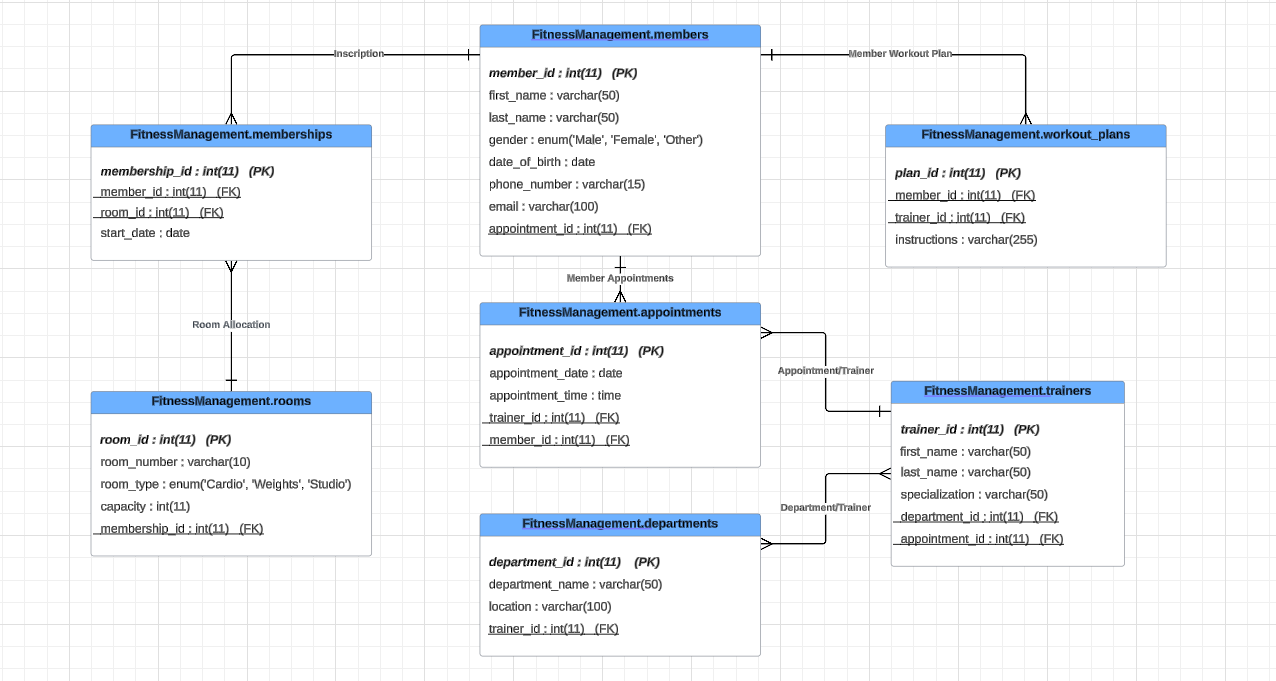 FitnessManagement.members
member_id : int(11) (PK)
first_name : varchar(50)
last_name : varchar(50)
gender : enum('Male', 'Female', 'Other')
date_of_birth : date
phone_number : varchar(15)
email : varchar(100)
appointment_id : int(11) (FK)
Inscription
Member Workout Plan
FitnessManagement.memberships
membership_id : int(11) (PK)
member_id : int(11) (FK)
room_id : int(11) (FK)
start_date : date
FitnessManagement.workout_plans
plan_id : int(11) (PK)
member_id : int(11) (FK)
trainer_id : int(11) (FK)
instructions : varchar(255)
Member Appointments
Room Allocation
FitnessManagement.appointments
appointment_id : int(11) (PK)
appointment_date : date
appointment_time : time
trainer_id : int(11) (FK)
member_id : int(11) (FK)
Appointment/Trainer
FitnessManagement.rooms
room_id : int(11) (PK)
room_number : varchar(10)
room_type : enum('Cardio', 'Weights', 'Studio')
capacity : int(11)
membership_id : int(11) (FK)
FitnessManagement.trainers
trainer_id : int(11) (PK)
first_name : varchar(50)
last_name : varchar(50)
specialization : varchar(50)
department_id : int(11) (FK)
appointment_id : int(11) (FK)
Department/Trainer
FitnessManagement.departments
department_id : int(11) (PK)
department_name : varchar(50)
location : varchar(100)
trainer_id : int(11) (FK)